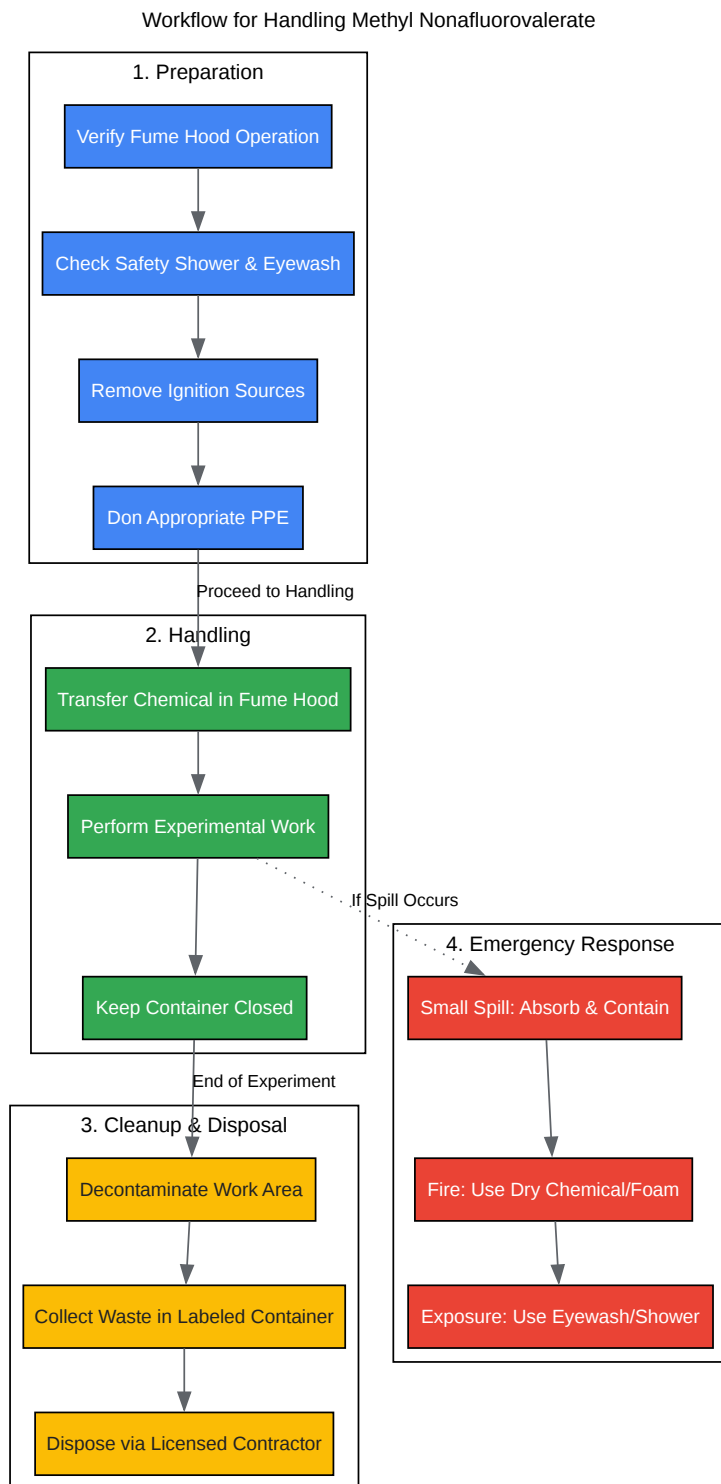 Workflow for Handling Methyl Nonafluorovalerate
1. Preparation
Verify Fume Hood Operation
Check Safety Shower & Eyewash
Remove Ignition Sources
Don Appropriate PPE
Proceed to Handling
2. Handling
Transfer Chemical in Fume Hood
Perform Experimental Work
If Spill Occurs
Keep Container Closed
End of Experiment
3. Cleanup & Disposal
Decontaminate Work Area
Collect Waste in Labeled Container
Dispose via Licensed Contractor
4. Emergency Response
Small Spill: Absorb & Contain
Fire: Use Dry Chemical/Foam
Exposure: Use Eyewash/Shower